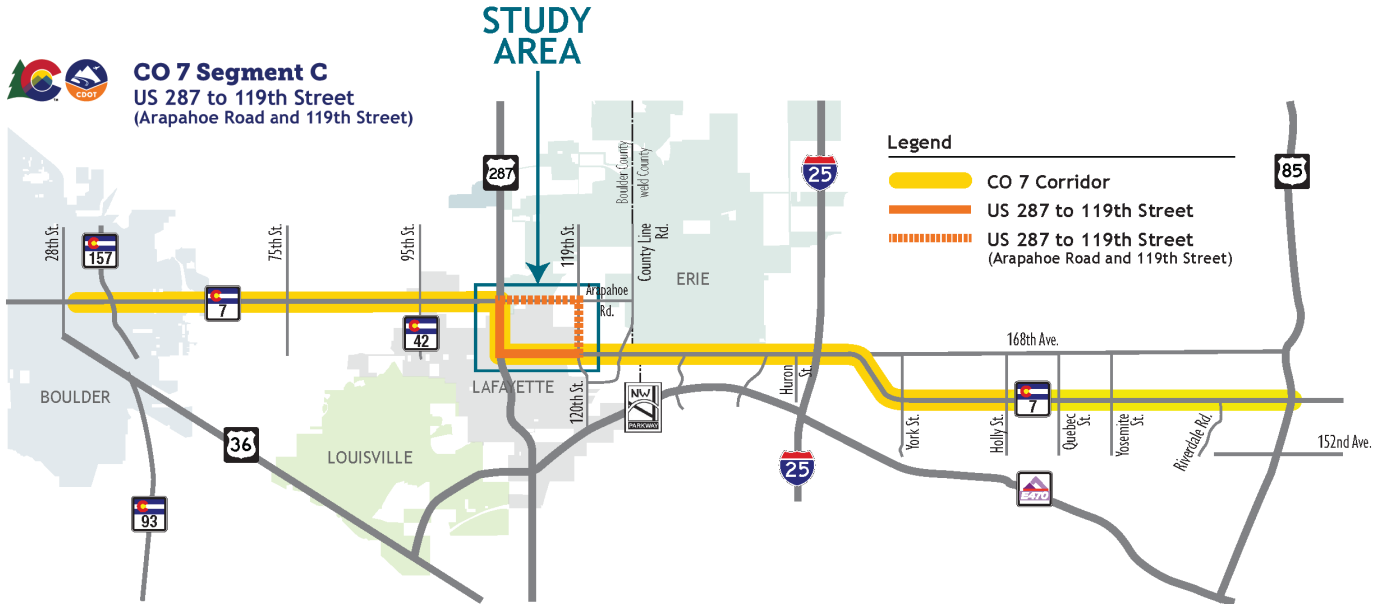 STUDY
AREA
CO 7 Segment C
US 287 to 119th Street
(Arapahoe Road and 119th Street)
CDOT
Legend
CO 7 Corridor
US 287 to 119th Street
US 287 to 119th Street
(Arapahoe Road and 119th Street)
287
25
85
Boulder County
weld County
28th St.
157
75th St.
95th St.
119th St.
County Line
Rd.
ERIE
Arapahoe
Rd.
7
42
168th Ave.
LAFAYETTE
BOULDER
120th St.
NW
PARKWAY
Huron
St.
7
York St.
Holly St.
Quebec
St.
Yosemite
St.
Riverdale Rd.
152nd Ave.
36
LOUISVILLE
25
E470
93